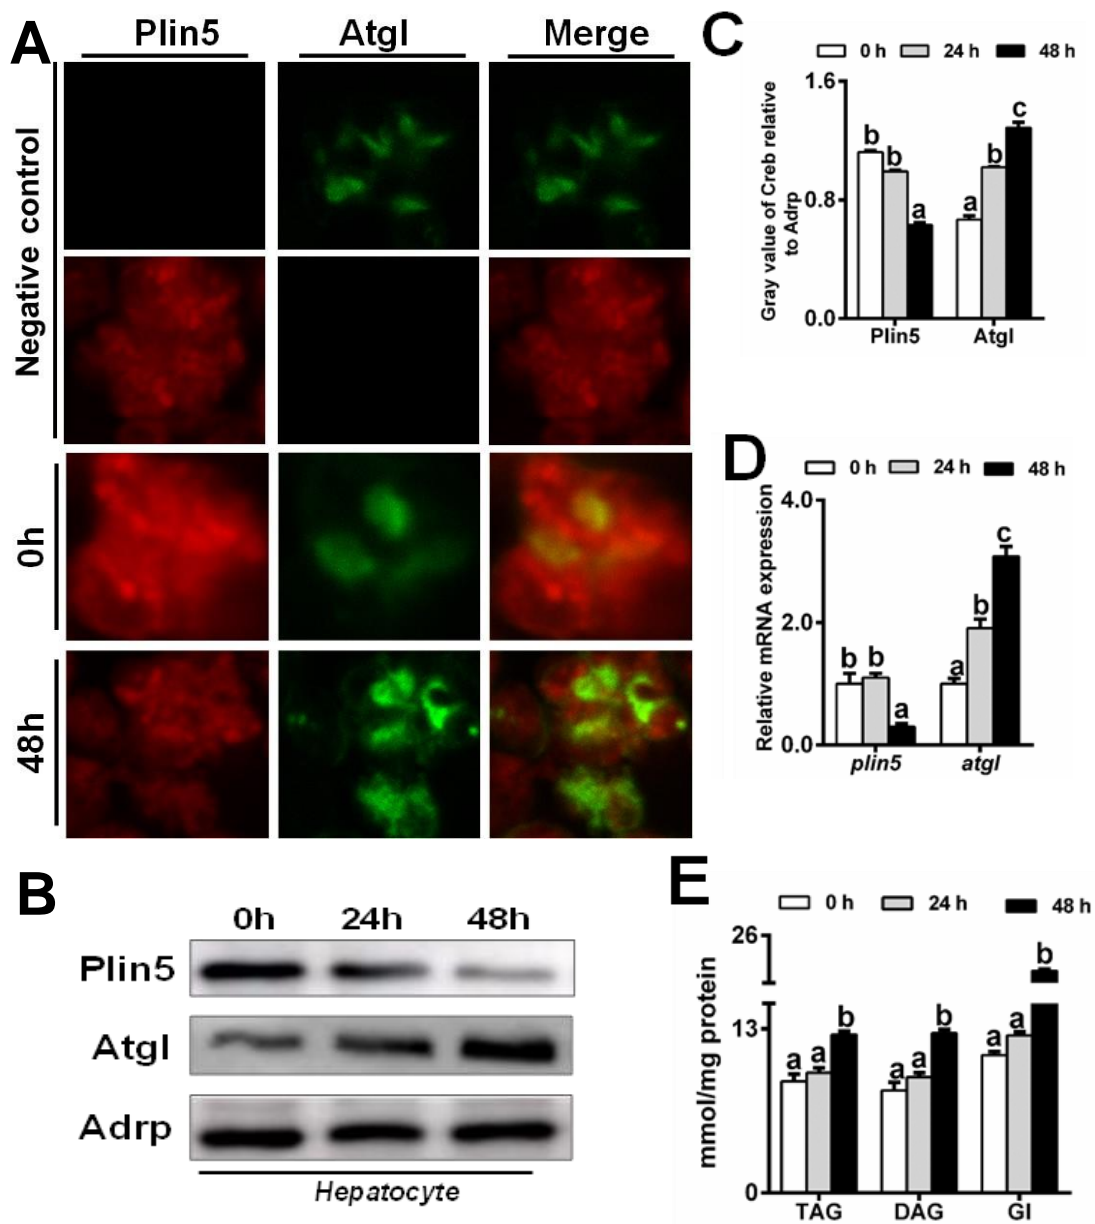 A
Plin5 Atgl Merge
Negative control
0h
48h
B
0h 24h 48h
Plin5
Atgl
Adrp
Hepatocyte
C
0 h 24 h 48 h
Gray value of Creb relative
to Adrp
1.6
0.8
0.0
b b a a b c
Plin5 Atgl
D
0 h 24 h 48 h
Relative mRNA expression
4.0
2.0
0.0
b b a a b c
plin5 atgl
E
0 h 24 h 48 h
mmol/mg protein
26
13
0
a a b a a b a a b
TAG DAG Gl